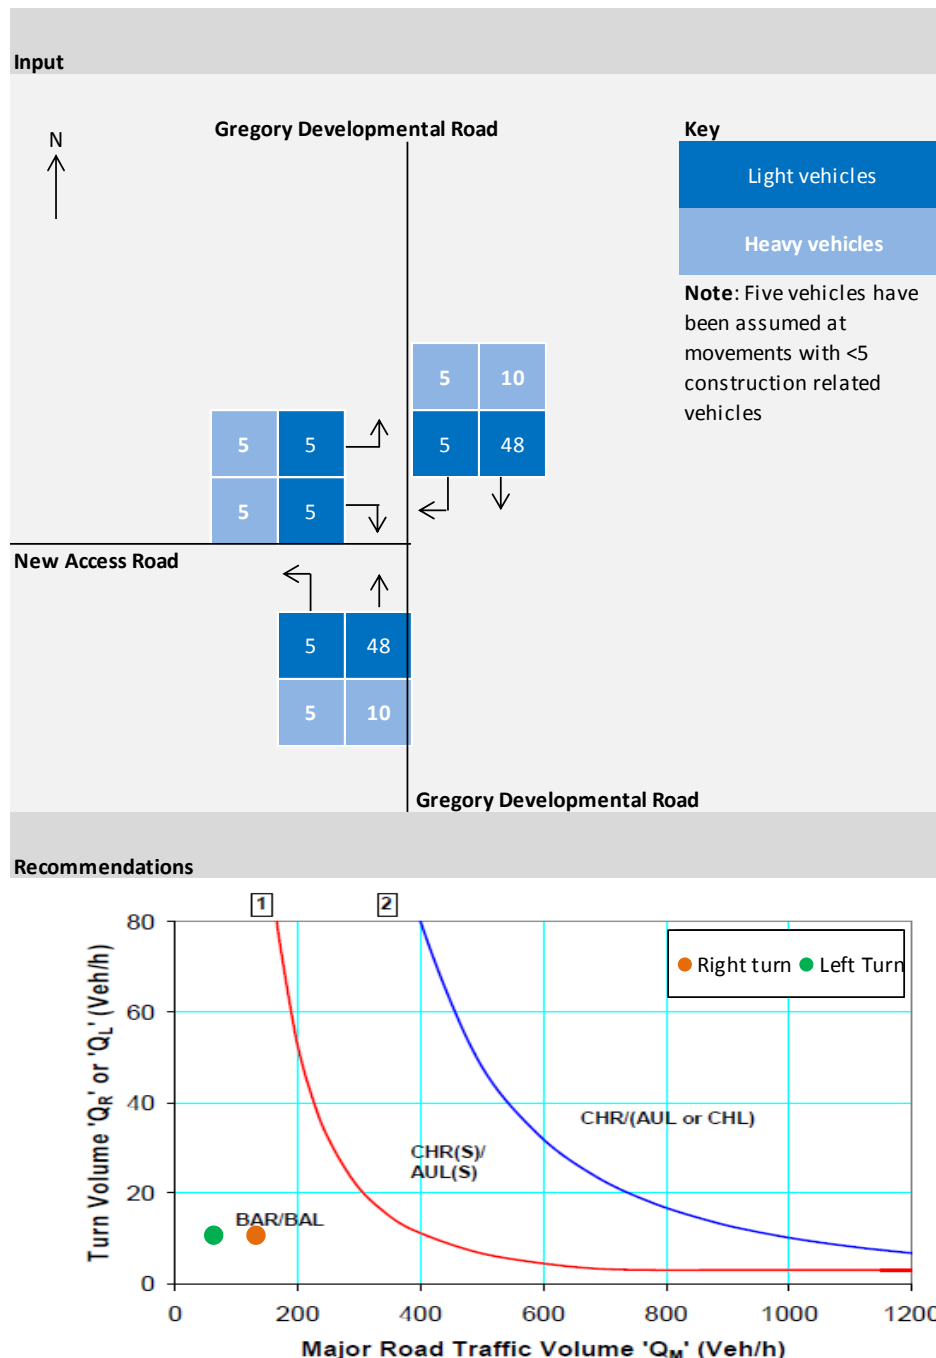 Input
Gregory Developmental Road
Key
N
Light vehicles
Heavy vehicles
Note: Five vehicles have
been assumed at
movements with <5
construction related
vehicles
5 10
5 48
5 5
5 5
New Access Road
5 48
5 10
Gregory Developmental Road
Recommendations
1 2
Right turn Left Turn
Turn Volume 'QR' or 'QL' (Veh/h)
80
60
40
20
0
CHR/(AUL or CHL)
CHR(S)/
AUL(S)
BAR/BAL
0 200 400 600 800 1000 1200
Major Road Traffic Volume 'QM' (Veh/h)